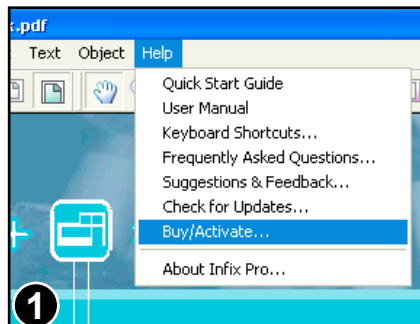 k.pdf
Text Object Help
Quick Start Guide
User Manual
Keyboard Shortcuts...
Frequently Asked Questions...
Suggestions & Feedback...
Check for Updates...
Buy/Activate...
About Infix Pro...
1